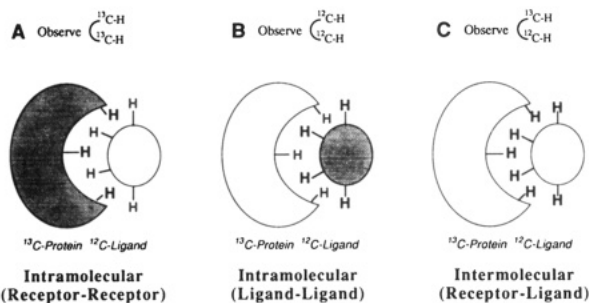 A Observe 13C-H 13C-H
B Observe 12C-H 12C-H
C Observe 13C-H 12C-H
H H H H H H
H H H H H H H
H H H H H H H
13C-Protein 12C-Ligand
13C-Protein 12C-Ligand
13C-Protein 12C-Ligand
Intramolecular
(Receptor-Receptor)
Intramolecular
(Ligand-Ligand)
Intermolecular
(Receptor-Ligand)